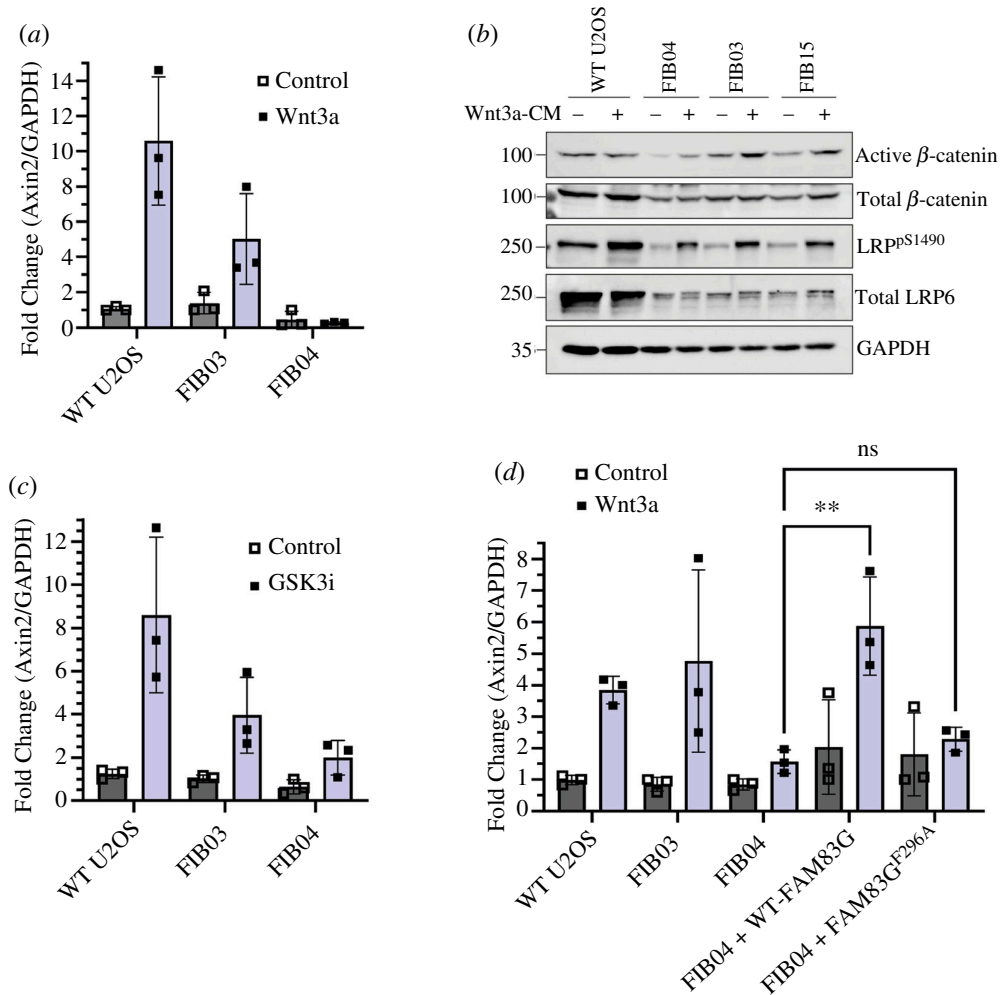 (a)
Fold Change (Axin2/GAPDH)
14
12
10
8
6
4
2
0
Control
Wnt3a
WT U2OS
FIB03
FIB04
(b)
WT U2OS
FIB04
FIB03
FIB15
Wnt3a-CM – + – + – + – +
100 Active β-catenin
100 Total β-catenin
250 LRP^pS1490
250 Total LRP6
35 GAPDH
(c)
Fold Change (Axin2/GAPDH)
12
10
8
6
4
2
0
Control
GSK3i
WT U2OS
FIB03
FIB04
(d)
Control
Wnt3a
ns
**
Fold Change (Axin2/GAPDH)
8
7
6
5
4
3
2
1
0
WT U2OS
FIB03
FIB04
FIB04 + WT-FAM83G
FIB04 + FAM83G^F296A